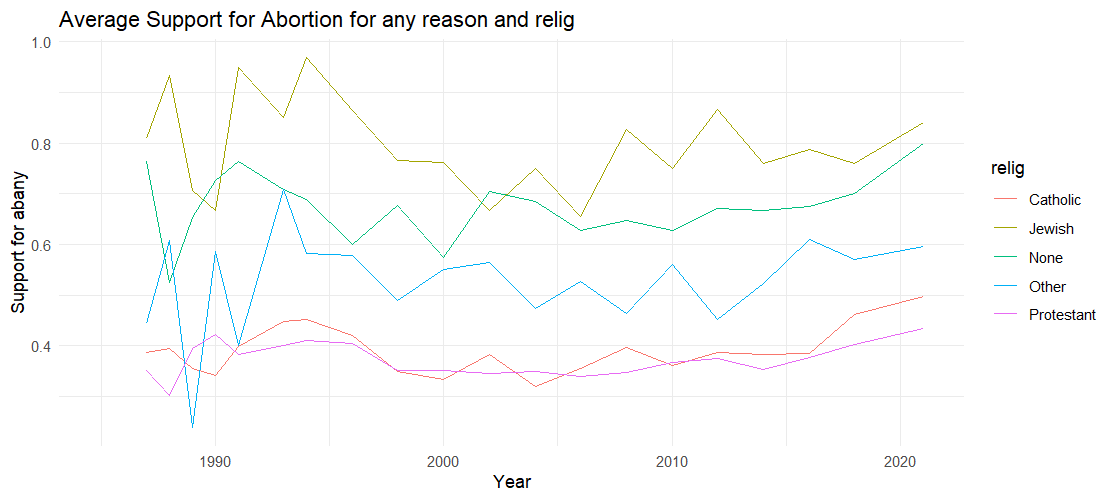 Average Support for Abortion for any reason and relig
Support for abany
1.0
0.8
0.6
0.4
1990
2000
2010
2020
Year
relig
Catholic
Jewish
None
Other
Protestant